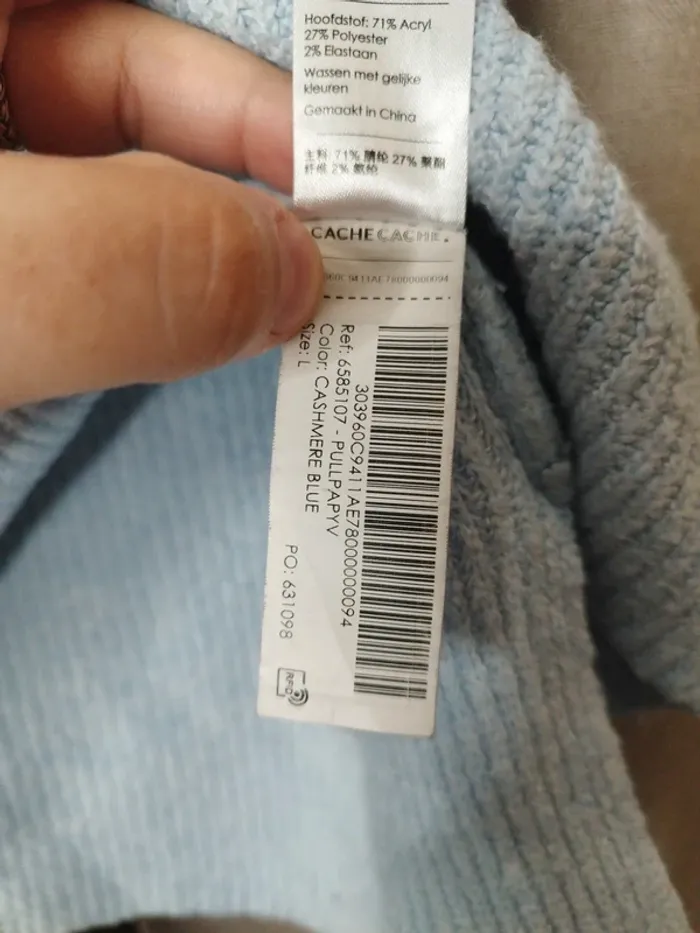 Hoofdstof: 71% Acryl
27% Polyester
2% Elastaan
Wassen met gelijke
kleuren
Gemaakt in China
主料: 71% 腈纶 27% 聚酯
纤维 2% 氨纶
CACHE CACHE.
960C9411AE78000000094
303960C9411AE78000000094
Ref: 6585107 - PULLPAPYV
Color: CASHMERE BLUE
Size: L
PO: 631098
RFID